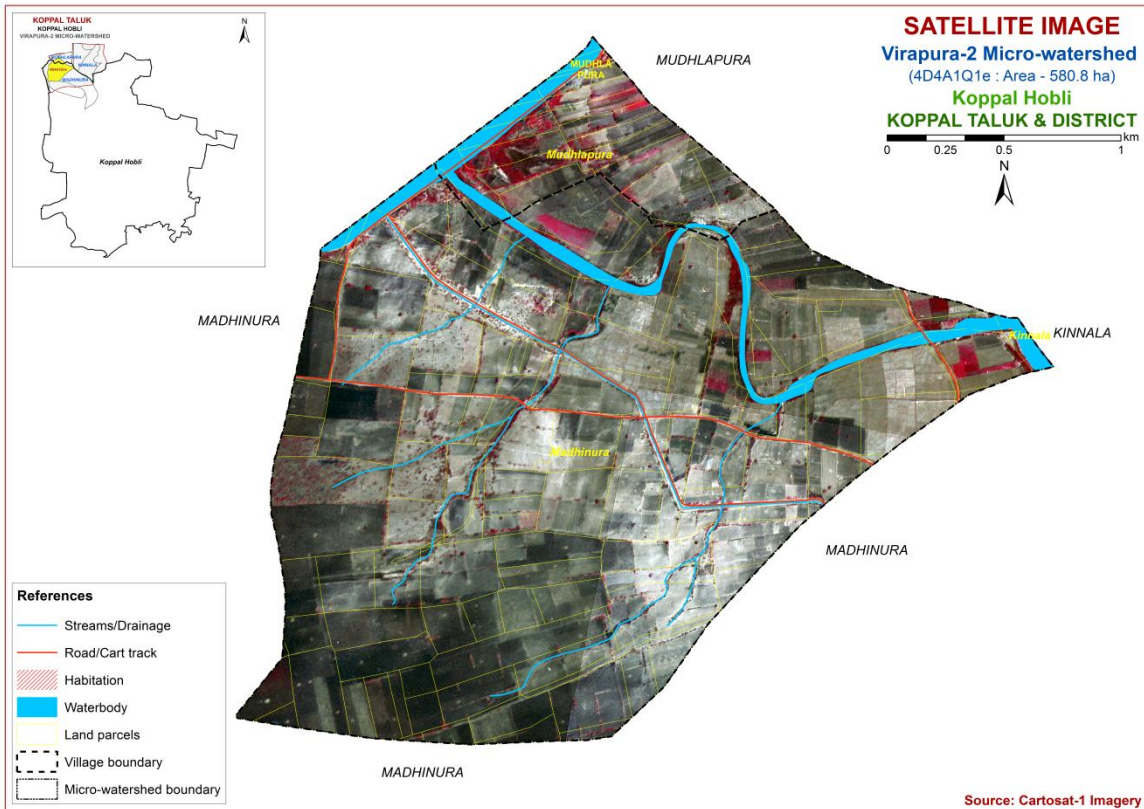 KOPPAL TALUK
KOPPAL HOBLI
VIRAPURA-2 MICRO-WATERSHED
N
MADHINURA
Koppal Hobli
SATELLITE IMAGE
Virapura-2 Micro-watershed
(4D4A1Q1e : Area - 580.8 ha)
Koppal Hobli
KOPPAL TALUK & DISTRICT
km
0 0.25 0.5 1
N
MUDHLAPURA
MUDHLA
PURA
Mudhlapura
MADHINURA
Kinnala
KINNALA
Madhinura
MADHINURA
MADHINURA
References
Streams/Drainage
Road/Cart track
Habitation
Waterbody
Land parcels
Village boundary
Micro-watershed boundary
Source: Cartosat-1 Imagery